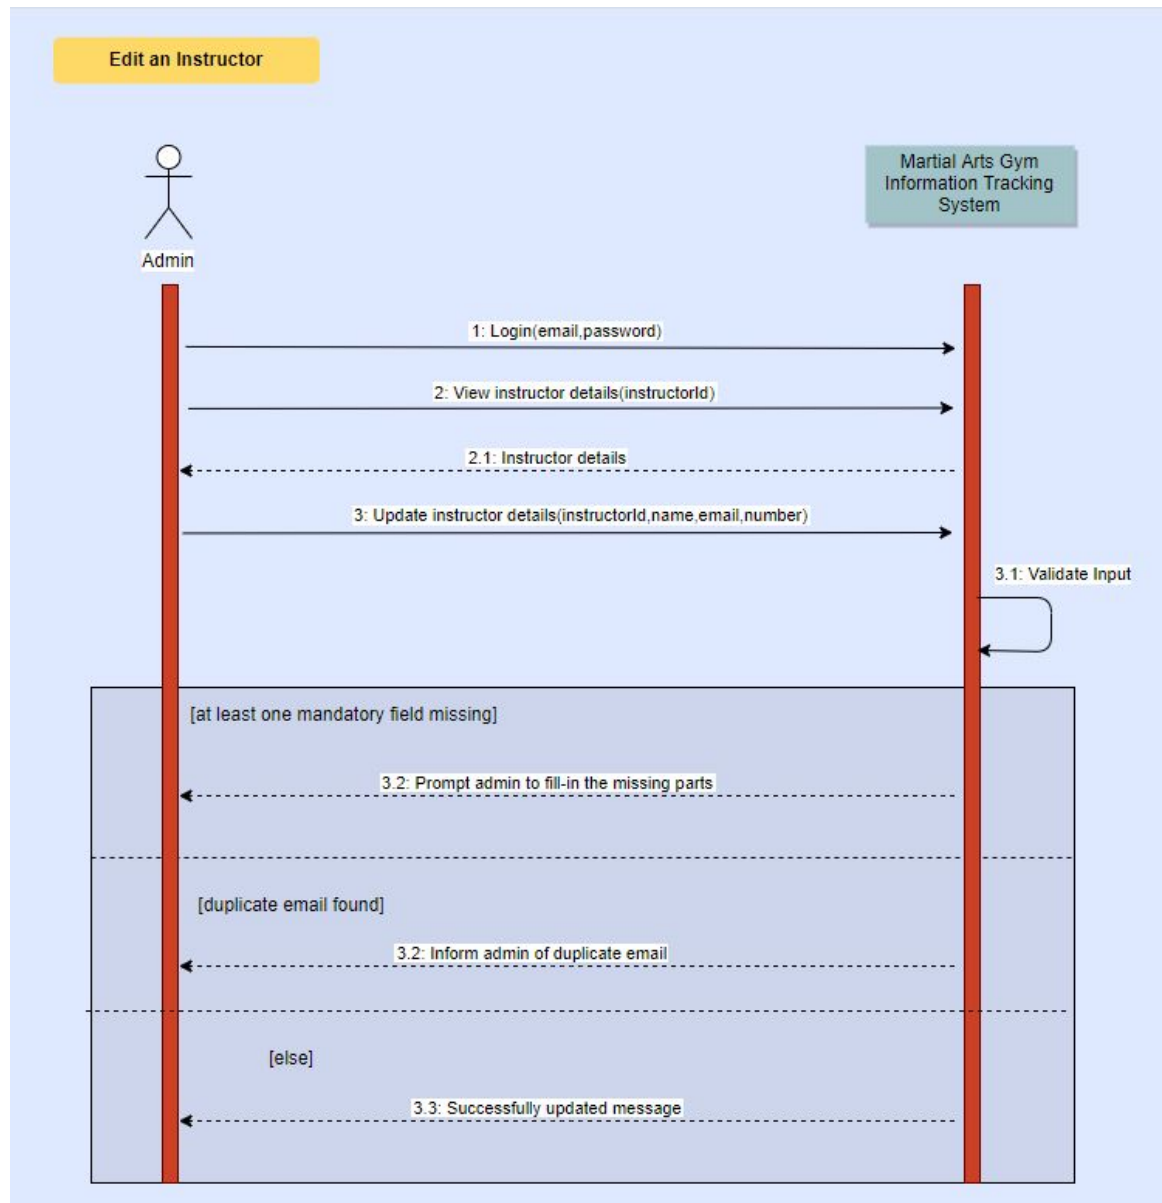 Edit an Instructor
Martial Arts Gym
Information Tracking
System
Admin
1: Login(email,password)
2: View instructor details(instructorId)
2.1: Instructor details
3: Update instructor details(instructorId,name,email,number)
3.1: Validate Input
[at least one mandatory field missing]
3.2: Prompt admin to fill-in the missing parts
[duplicate email found]
3.2: Inform admin of duplicate email
[else]
3.3: Successfully updated message